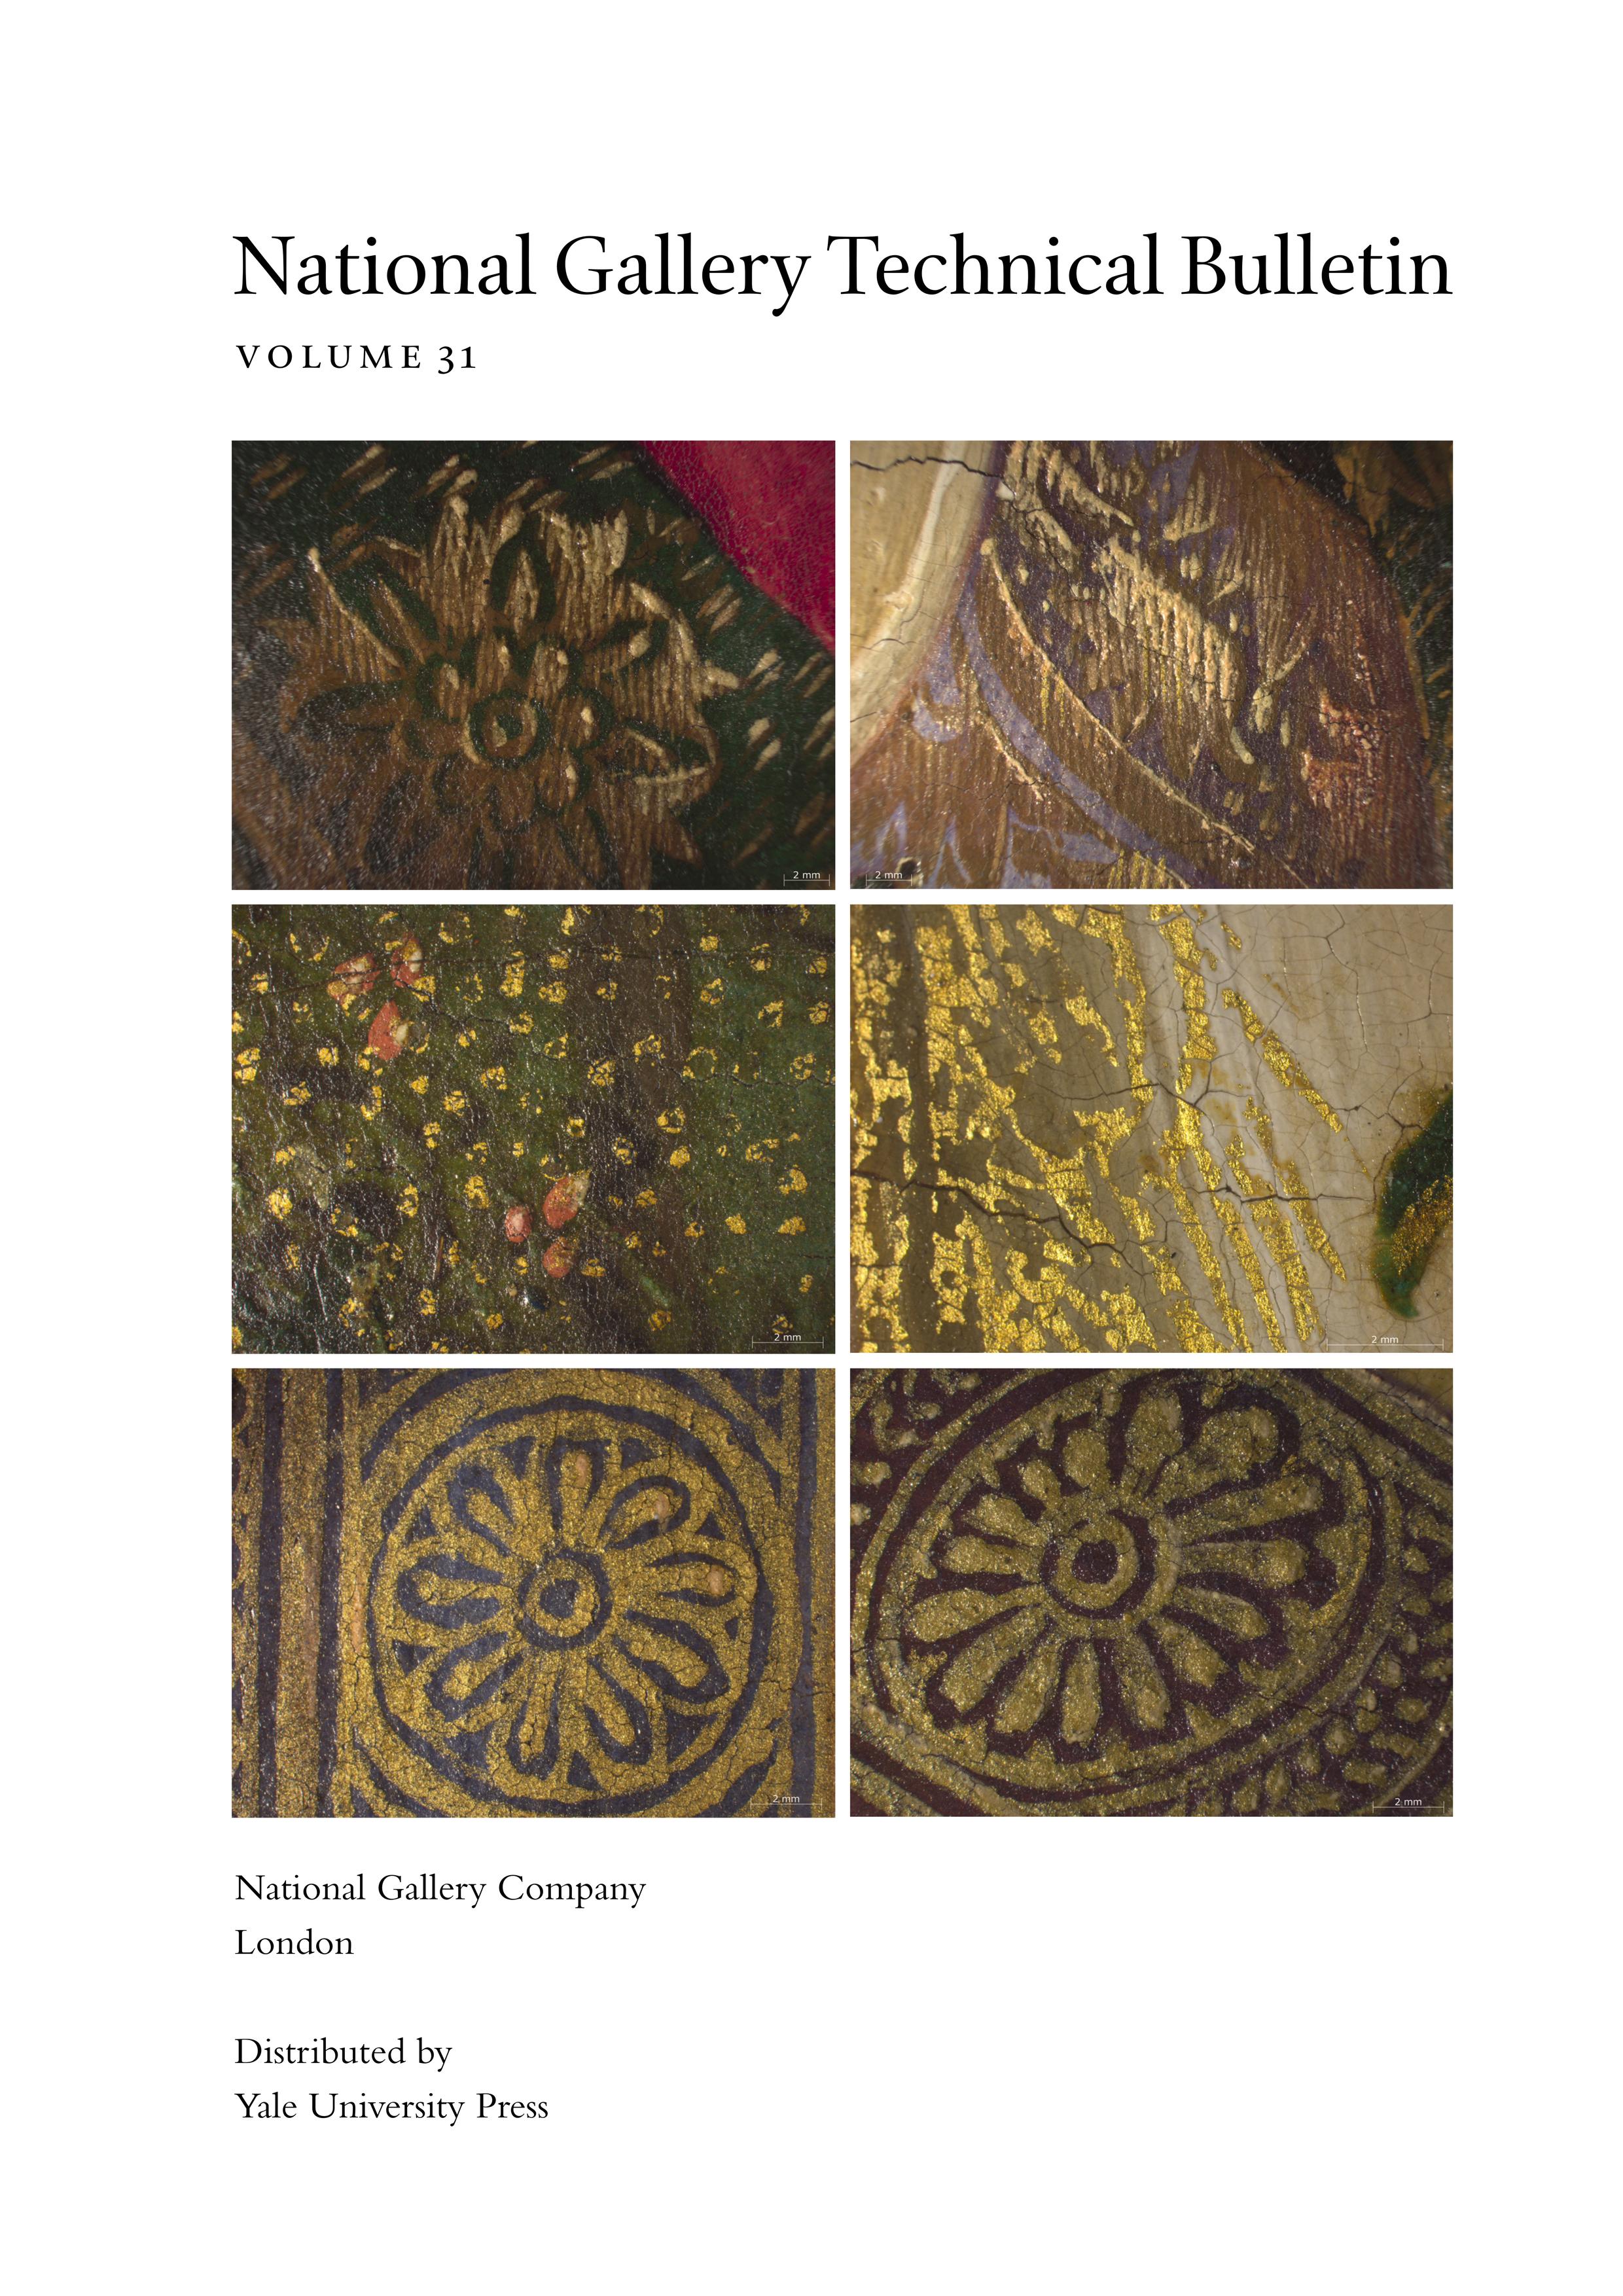 National Gallery Technical Bulletin
VOLUME 31
2 mm
2 mm
2 mm
2 mm
2 mm
2 mm
National Gallery Company
London
Distributed by
Yale University Press